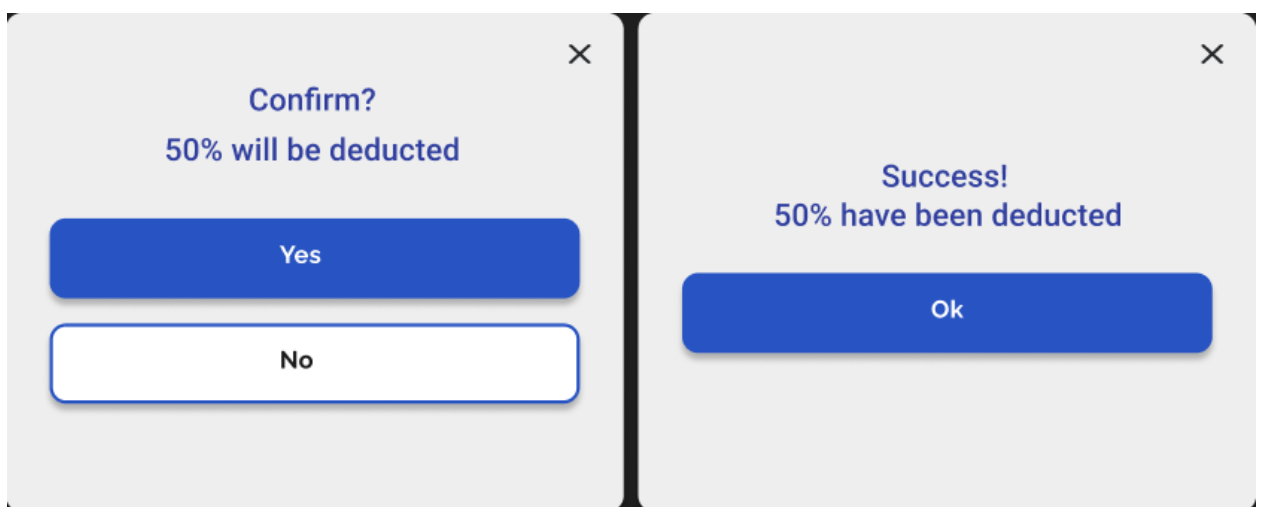 Confirm?
50% will be deducted
Yes
No
Success!
50% have been deducted
Ok